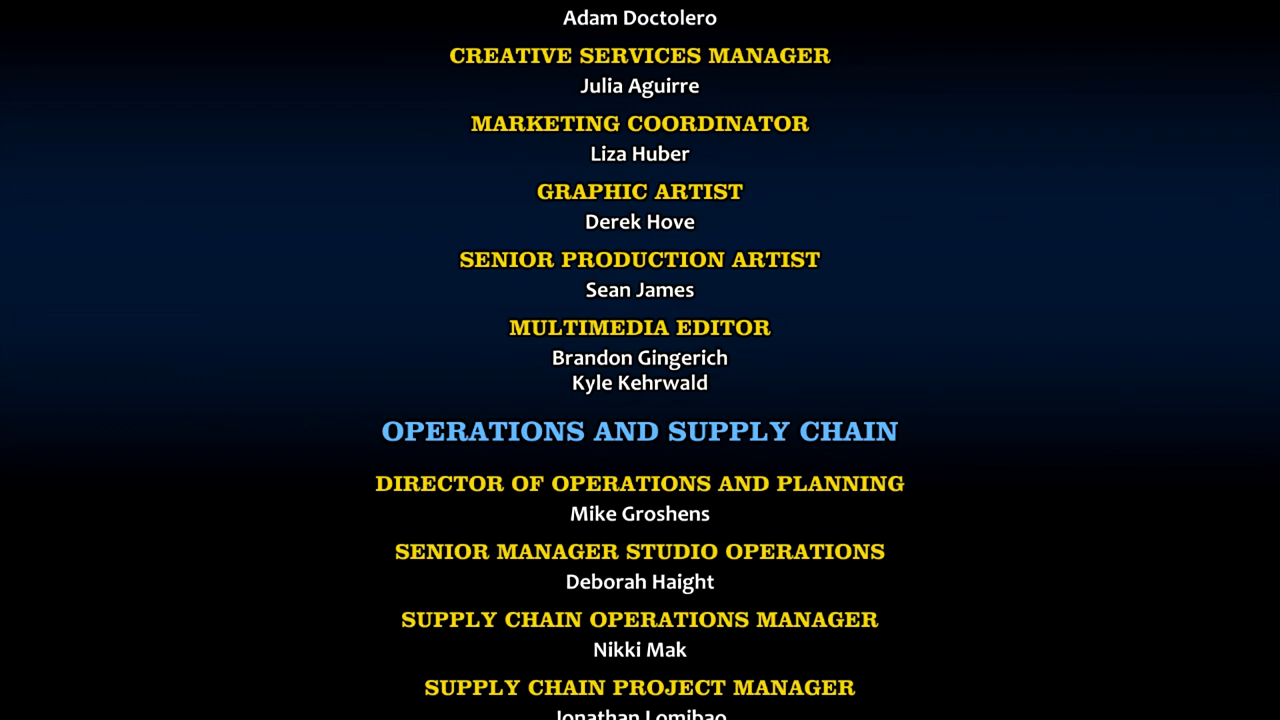 Adam Doctolero
CREATIVE SERVICES MANAGER
Julia Aguirre
MARKETING COORDINATOR
Liza Huber
GRAPHIC ARTIST
Derek Hove
SENIOR PRODUCTION ARTIST
Sean James
MULTIMEDIA EDITOR
Brandon Gingerich
Kyle Kehrwald
OPERATIONS AND SUPPLY CHAIN
DIRECTOR OF OPERATIONS AND PLANNING
Mike Groshens
SENIOR MANAGER STUDIO OPERATIONS
Deborah Haight
SUPPLY CHAIN OPERATIONS MANAGER
Nikki Mak
SUPPLY CHAIN PROJECT MANAGER
Jonathan Lomibao